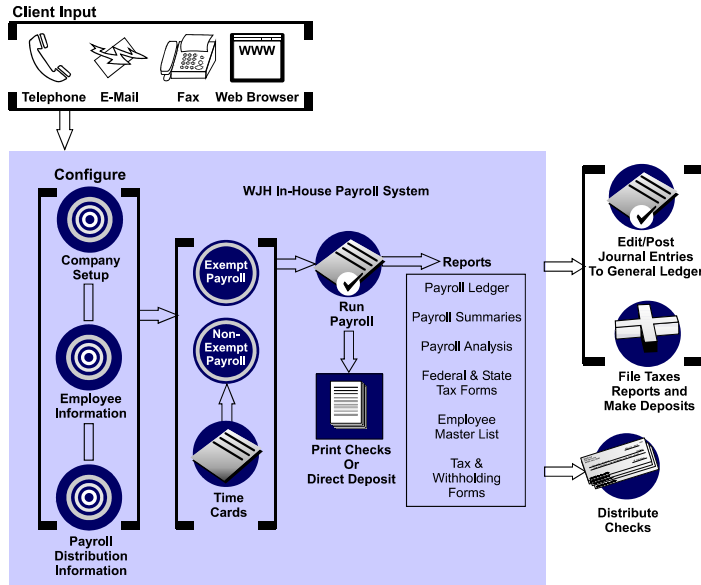 Client Input
WWW
Telephone
E-Mail
Fax
Web Browser
Configure
WJH In-House Payroll System
Company
Setup
Employee
Information
Payroll
Distribution
Information
Exempt
Payroll
Non-
Exempt
Payroll
Time
Cards
Run
Payroll
Print Checks
Or
Direct Deposit
Reports
Payroll Ledger
Payroll Summaries
Payroll Analysis
Federal & State
Tax Forms
Employee
Master List
Tax &
Withholding
Forms
Edit/Post
Journal Entries
To General Ledger
File Taxes
Reports and
Make Deposits
Distribute
Checks